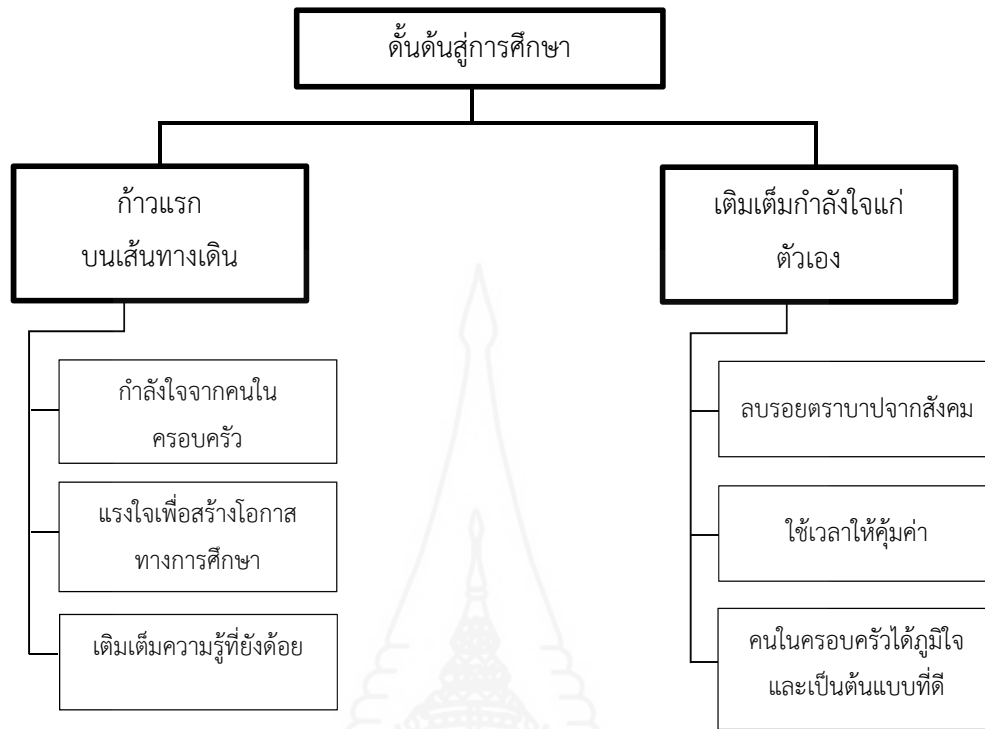 ดั้นด้นสู่การศึกษา
ก้าวแรก
บนเส้นทางเดิน
กำลังใจจากคนใน
ครอบครัว
แรงใจเพื่อสร้างโอกาส
ทางการศึกษา
เติมเต็มความรู้ที่ยังด้อย
เติมเต็มกำลังใจแก่
ตัวเอง
ลบรอยตราบาปจากสังคม
ใช้เวลาให้คุ้มค่า
คนในครอบครัวได้ภูมิใจ
และเป็นต้นแบบที่ดี